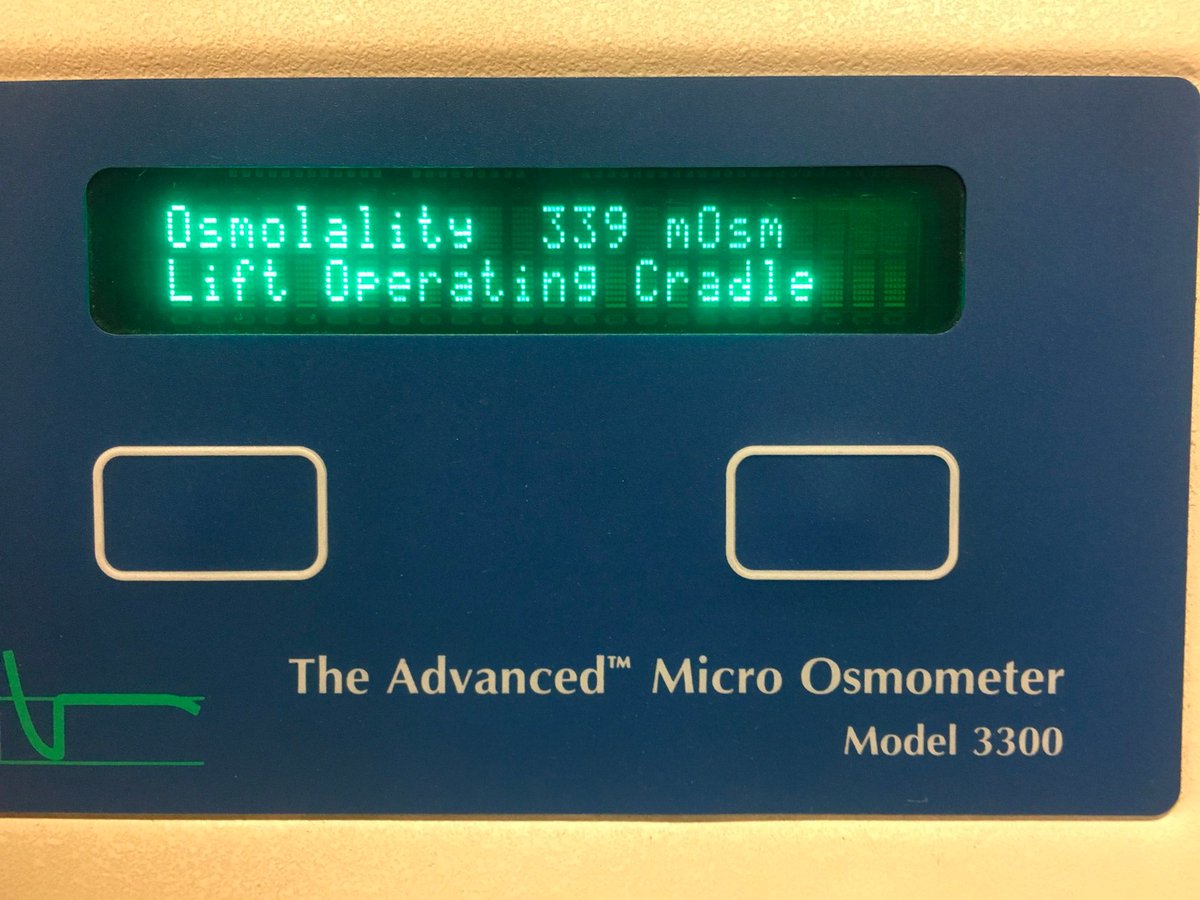 Osmolality 339 mOsm
Lift Operating Cradle
The Advanced™ Micro Osmometer
Model 3300